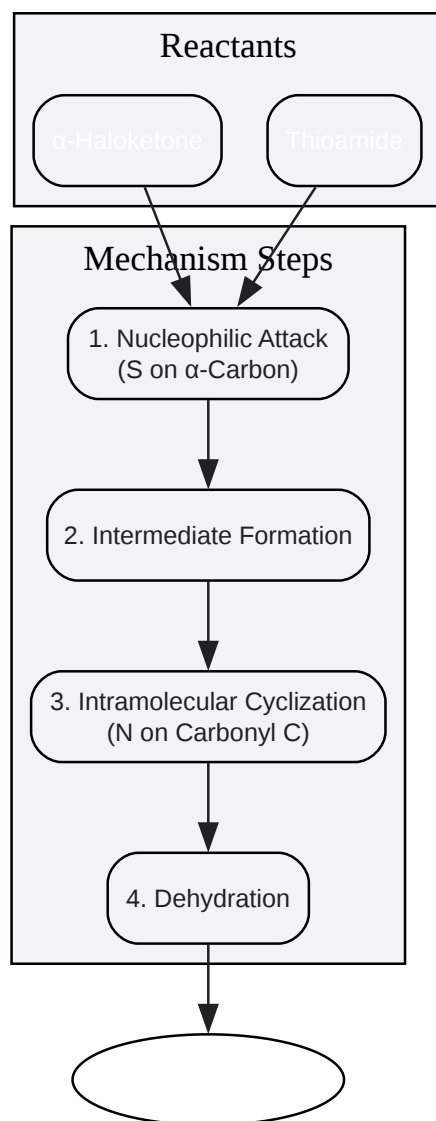 Reactants
α-Haloketone
Thioamide
Mechanism Steps
1. Nucleophilic Attack
(S on α-Carbon)
2. Intermediate Formation
3. Intramolecular Cyclization
(N on Carbonyl C)
4. Dehydration